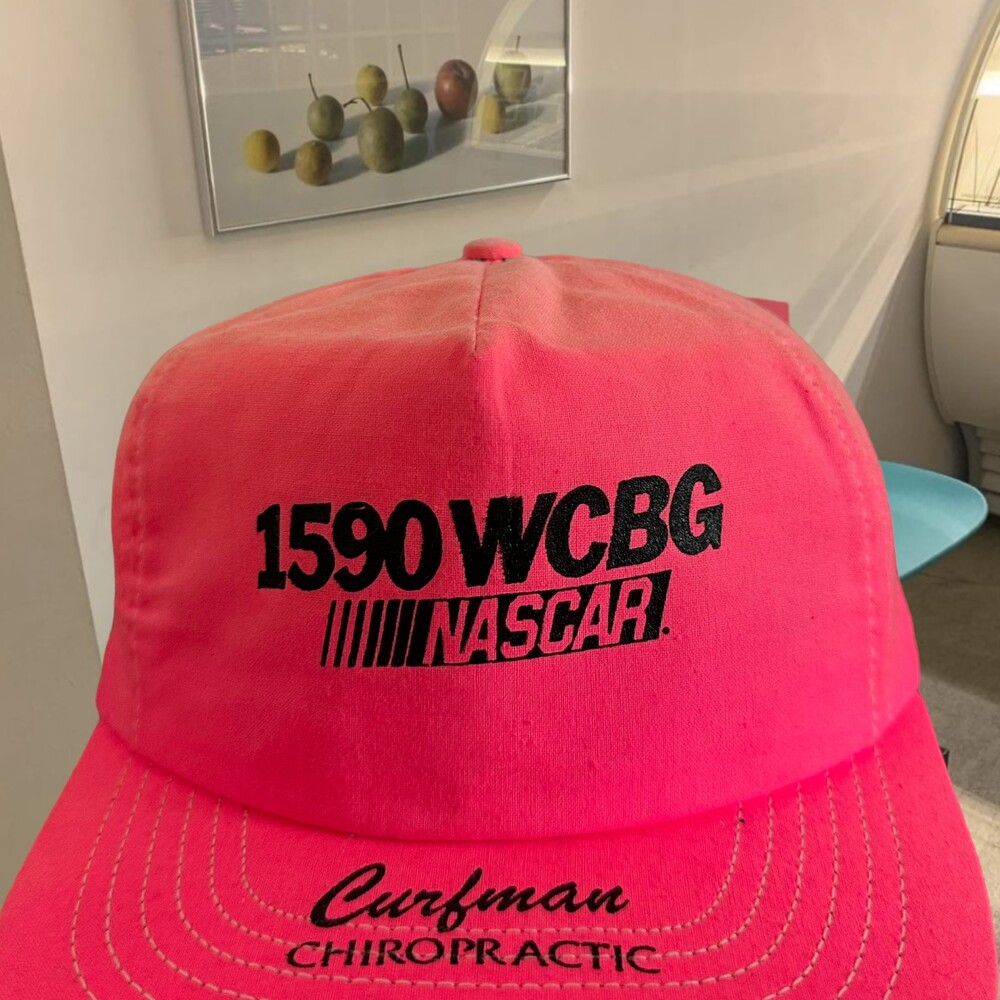 1590 WCBG
NASCAR.
Curfman
CHIROPRACTIC